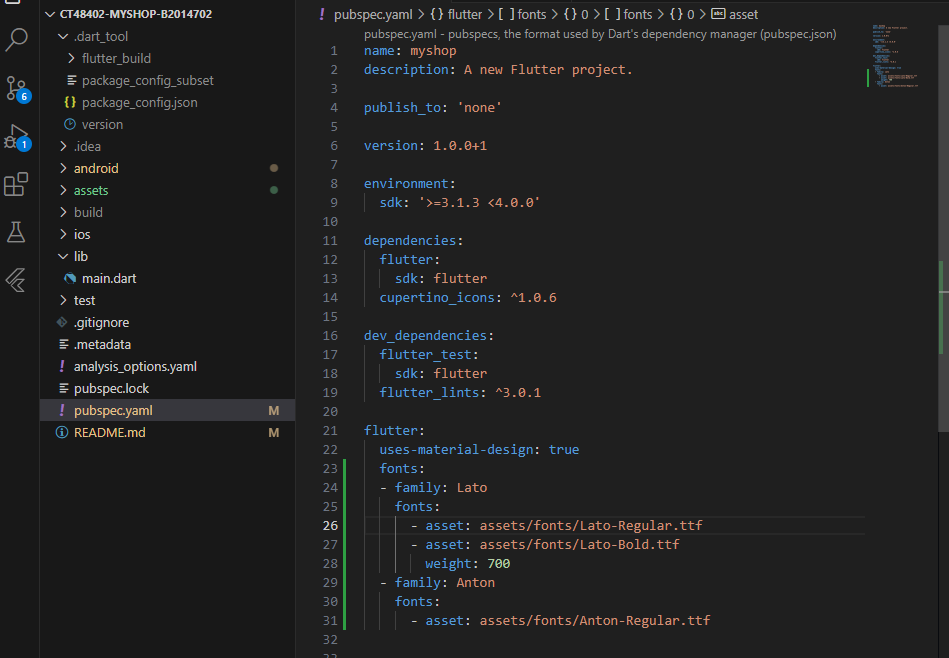 CT48402-MYSHOP-B2014702
.dart_tool
flutter_build
package_config_subset
{} package_config.json
version
.idea
android
assets
build
ios
lib
main.dart
test
.gitignore
.metadata
! analysis_options.yaml
pubspec.lock
! pubspec.yaml M
README.md M
6
1
! pubspec.yaml > {} flutter > [ ] fonts > {} 0 > [ ] fonts > {} 0 > abc asset
pubspec.yaml - pubspecs, the format used by Dart's dependency manager (pubspec.json)
1 name: myshop
2 description: A new Flutter project.
3
4 publish_to: 'none'
5
6 version: 1.0.0+1
7
8 environment:
9 sdk: '>=3.1.3 <4.0.0'
10
11 dependencies:
12 flutter:
13 sdk: flutter
14 cupertino_icons: ^1.0.6
15
16 dev_dependencies:
17 flutter_test:
18 sdk: flutter
19 flutter_lints: ^3.0.1
20
21 flutter:
22 uses-material-design: true
23 fonts:
24 - family: Lato
25 fonts:
26 - asset: assets/fonts/Lato-Regular.ttf
27 - asset: assets/fonts/Lato-Bold.ttf
28 weight: 700
29 - family: Anton
30 fonts:
31 - asset: assets/fonts/Anton-Regular.ttf
32